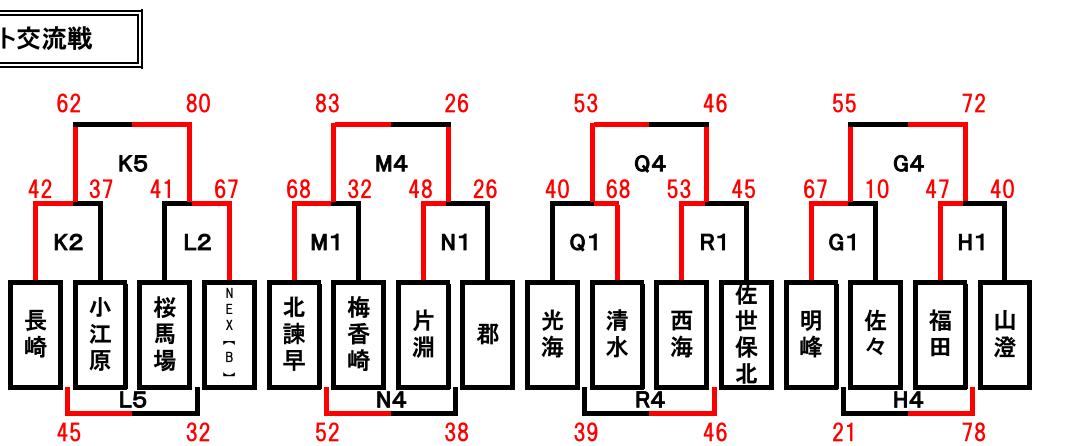 ト交流戦
62 80 83 26 53 46 55 72
K5 M4 Q4 G4
42 37 41 67 68 32 48 26 40 68 53 45 67 10 47 40
K2 L2 M1 N1 Q1 R1 G1 H1
長崎 小江原 桜馬場 NEX【B】 北諫早 梅香崎 片淵 郡 光海 清水 西海 佐世保北 明峰 佐々 福田 山澄
L5 N4 R4 H4
45 32 52 38 39 46 21 78